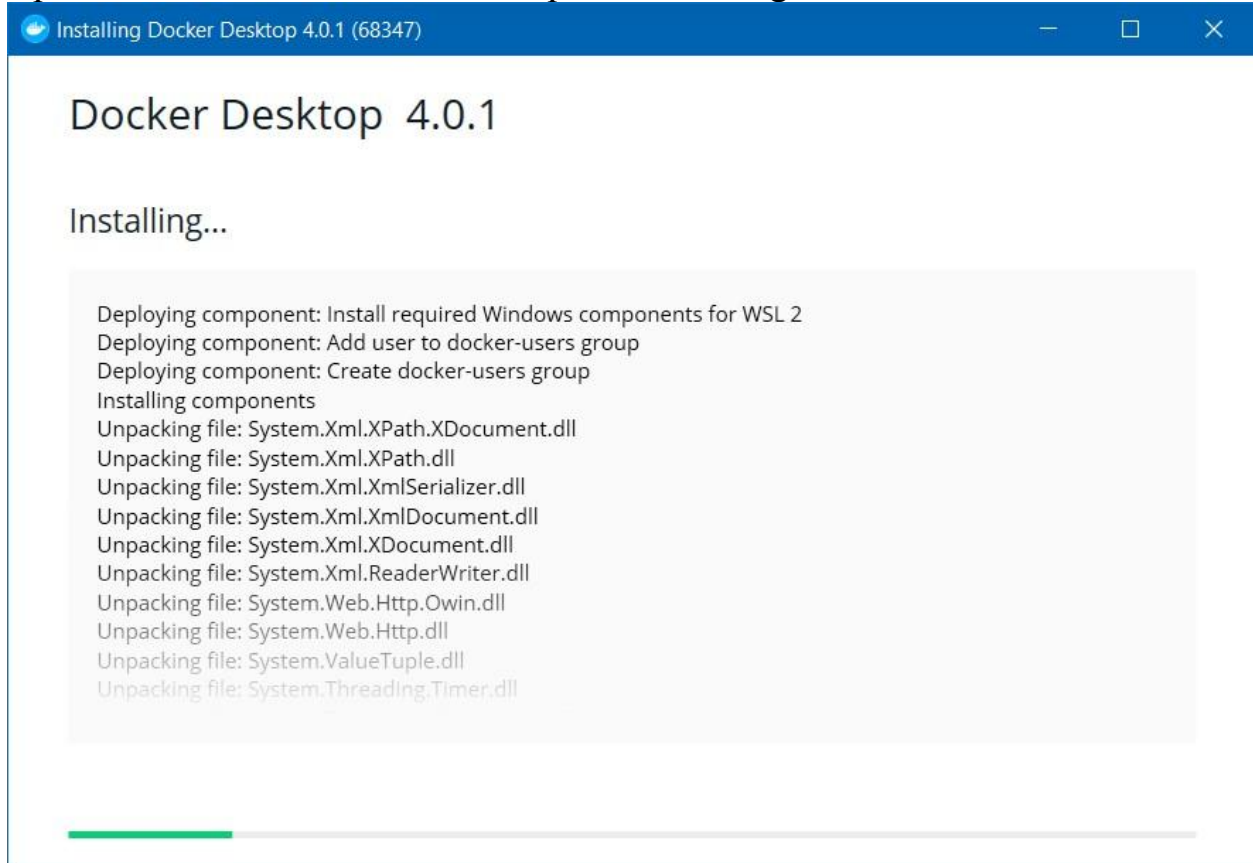 Installing Docker Desktop 4.0.1 (68347)
Docker Desktop 4.0.1
Installing...
Deploying component: Install required Windows components for WSL 2
Deploying component: Add user to docker-users group
Deploying component: Create docker-users group
Installing components
Unpacking file: System.Xml.XPath.XDocument.dll
Unpacking file: System.Xml.XPath.dll
Unpacking file: System.Xml.XmlSerializer.dll
Unpacking file: System.Xml.XmlDocument.dll
Unpacking file: System.Xml.XDocument.dll
Unpacking file: System.Xml.ReaderWriter.dll
Unpacking file: System.Web.Http.Owin.dll
Unpacking file: System.Web.Http.dll
Unpacking file: System.ValueTuple.dll
Unpacking file: System.Threading.Timer.dll